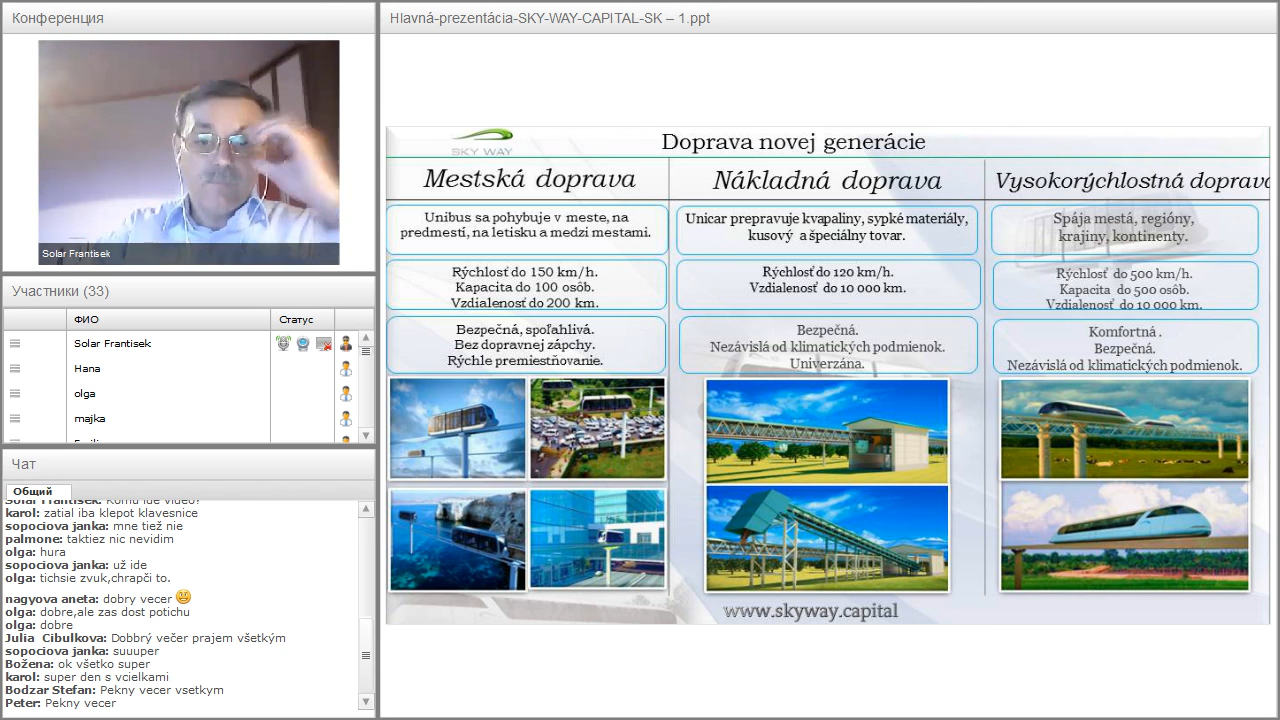 Конференция
Solar Frantisek
Участники (33)
ФИО
Статус
Solar Frantisek
Hana
olga
majka
Чат
Общий
Solar Frantisek: Komu ide video?
karol: zatial iba klepot klavesnice
sopociova janka: mne tiež nie
palmone: taktiez nic nevidim
olga: hura
sopociova janka: už ide
olga: tichsie zvuk,chrapči to.
nagyova aneta: dobry vecer
olga: dobre,ale zas dost potichu
olga: dobre
Julia Cibulkova: Dobbrý večer prajem všetkým
sopociova janka: suuuper
Božena: ok všetko super
karol: super den s vcielkami
Bodzar Stefan: Pekny vecer vsetkym
Peter: Pekny vecer
Hlavná-prezentácia-SKY-WAY-CAPITAL-SK – 1.ppt
SKY WAY
Doprava novej generácie
Mestská doprava
Unibus sa pohybuje v meste, na
predmestí, na letisku a medzi mestami.
Rýchlosť do 150 km/h.
Kapacita do 100 osôb.
Vzdialenosť do 200 km.
Bezpečná, spoľahlivá.
Bez dopravnej zápchy.
Rýchle premiestňovanie.
Nákladná doprava
Unicar prepravuje kvapaliny, sypké materiály,
kusový a špeciálny tovar.
Rýchlosť do 120 km/h.
Vzdialenosť do 10 000 km.
Bezpečná.
Nezávislá od klimatických podmienok.
Univerzána.
Vysokorýchlostná doprava
Spája mestá, regióny,
krajiny, kontinenty.
Rýchlosť do 500 km/h.
Kapacita do 500 osôb.
Vzdialenosť do 10 000 km.
Komfortná .
Bezpečná.
Nezávislá od klimatických podmienok.
www.skyway.capital